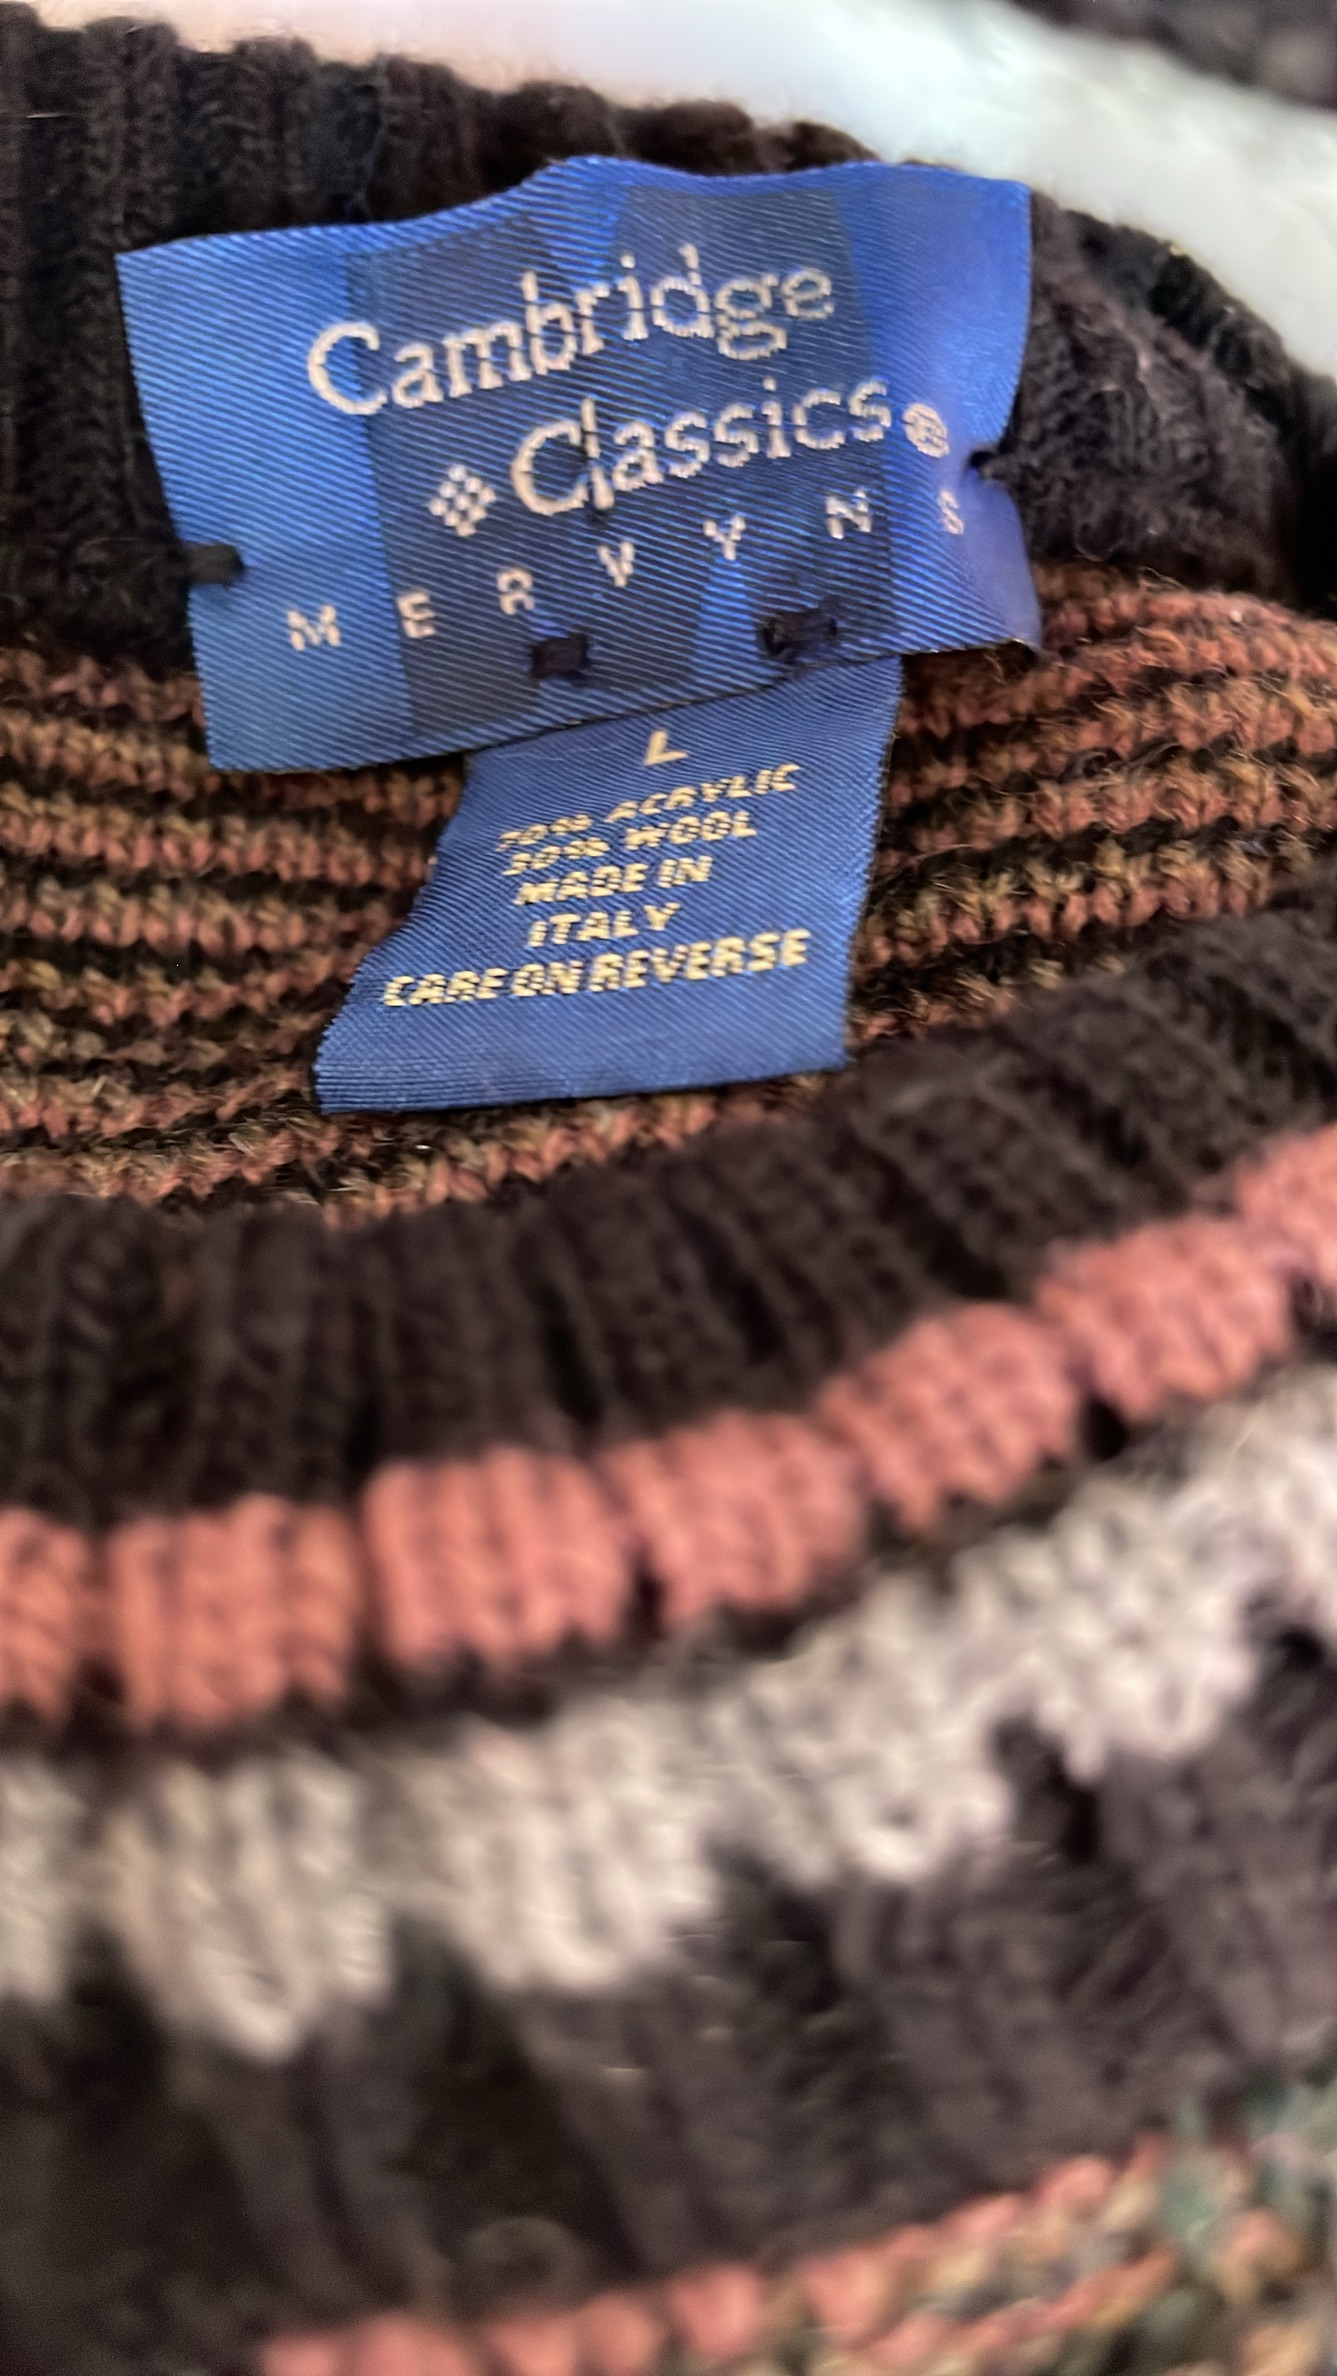 Cambridge
Classics®
MERVYNS
L
70% ACRYLIC
30% WOOL
MADE IN
ITALY
CARE ON REVERSE